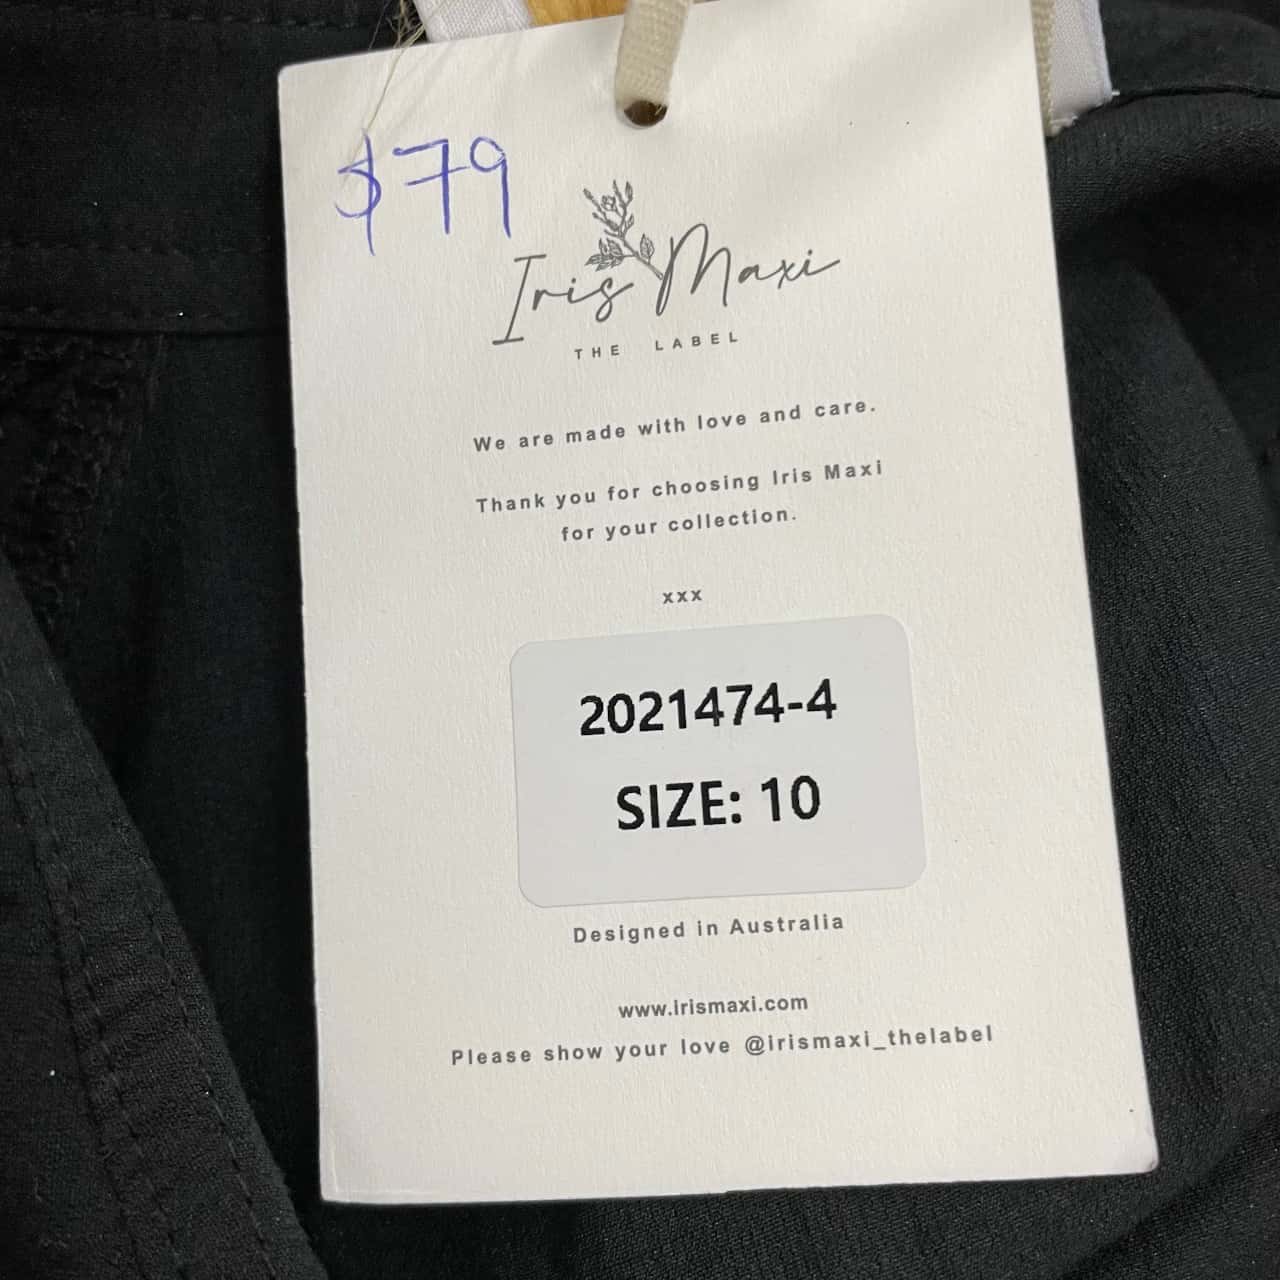 $79
Iris Maxi
THE LABEL
We are made with love and care.
Thank you for choosing Iris Maxi
for your collection.
xxx
2021474-4
SIZE: 10
Designed in Australia
www.irismaxi.com
Please show your love @irismaxi_thelabel